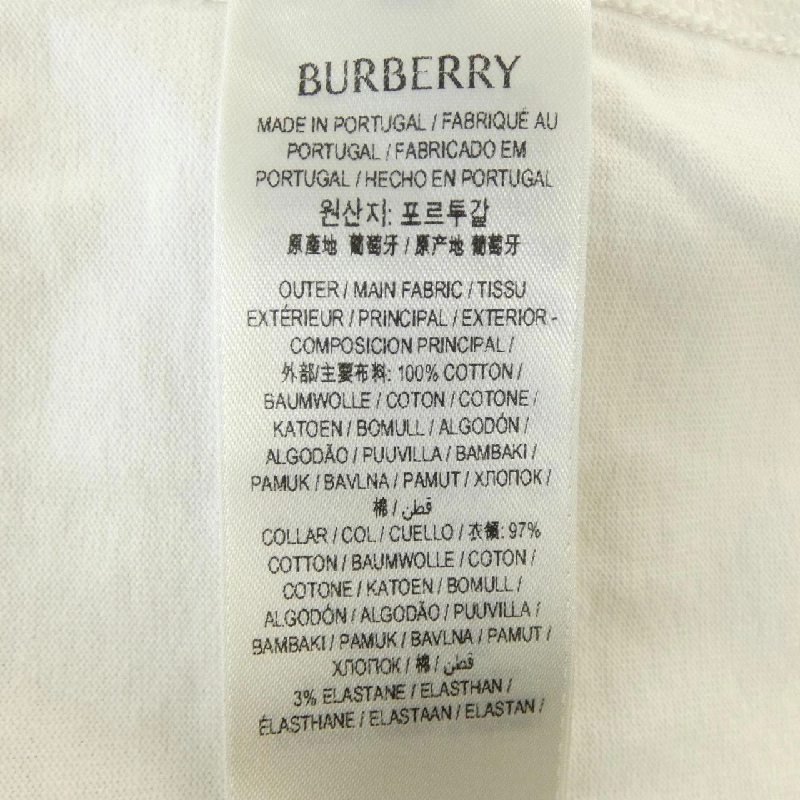 BURBERRY
MADE IN PORTUGAL / FABRIQUÉ AU
PORTUGAL / FABRICADO EM
PORTUGAL / HECHO EN PORTUGAL
원산지: 포르투갈
原產地 葡萄牙 / 原产地 葡萄牙
OUTER / MAIN FABRIC / TISSU
EXTÉRIEUR / PRINCIPAL / EXTERIOR -
COMPOSICION PRINCIPAL /
外部/主要布料: 100% COTTON /
BAUMWOLLE / COTON / COTONE /
KATOEN / BOMULL / ALGODÓN /
ALGODÃO / PUUVILLA / BAMBAKI /
PAMUK / BAVLNA / PAMUT / ХЛОПОК /
棉 / قطن
COLLAR / COL / CUELLO / 衣領: 97%
COTTON / BAUMWOLLE / COTON /
COTONE / KATOEN / BOMULL /
ALGODÓN / ALGODÃO / PUUVILLA /
BAMBAKI / PAMUK / BAVLNA / PAMUT /
ХЛОПОК / 棉 / قطن
3% ELASTANE / ELASTHAN /
ÉLASTHANE / ELASTAAN / ELASTAN /